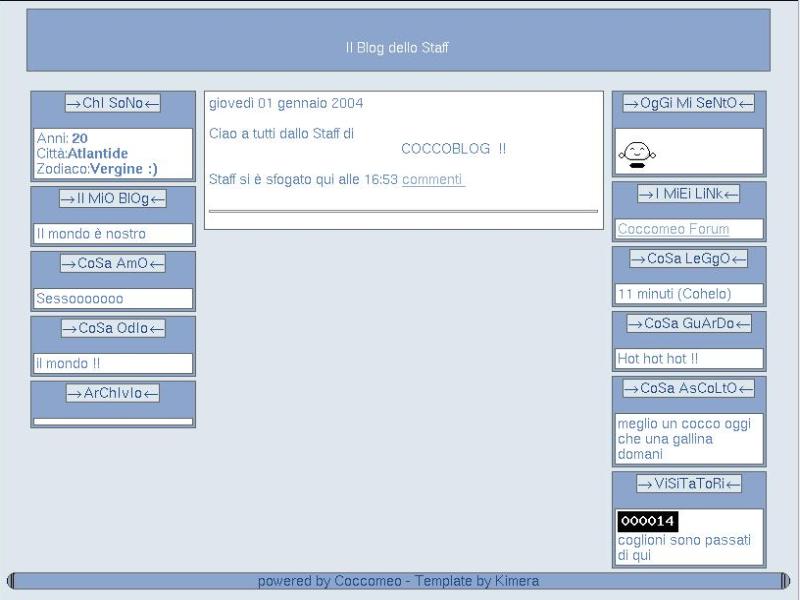 Il Blog dello Staff
→ChI SoNo←
Anni: 20
Città:Atlantide
Zodiaco:Vergine :)
→Il MiO BlOg←
Il mondo è nostro
→CoSa AmO←
Sessooooooo
→CoSa OdIo←
il mondo !!
→ArChIvIo←
giovedì 01 gennaio 2004
Ciao a tutti dallo Staff di
COCCOBLOG !!
Staff si è sfogato qui alle 16:53 commenti
→OgGi Mi SeNtO←
→I MiEi LiNk←
Coccomeo Forum
→CoSa LeGgO←
11 minuti (Cohelo)
→CoSa GuArDo←
Hot hot hot !!
→CoSa AsCoLtO←
meglio un cocco oggi
che una gallina
domani
→ViSiTaToRi←
000014
coglioni sono passati
di qui
powered by Coccomeo - Template by Kimera